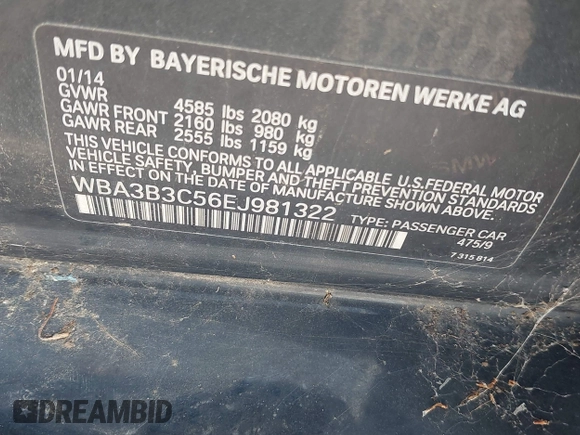 MFD BY BAYERISCHE MOTOREN WERKE AG
01/14
GVWR 4585 lbs 2080 kg
GAWR FRONT 2160 lbs 980 kg
GAWR REAR 2555 lbs 1159 kg
THIS VEHICLE CONFORMS TO ALL APPLICABLE U.S.FEDERAL MOTOR
VEHICLE SAFETY, BUMPER AND THEFT PREVENTION STANDARDS
IN EFFECT ON THE DATE OF MANUFACTURE SHOWN ABOVE.
WBA3B3C56EJ981322
TYPE: PASSENGER CAR
475/9
7 315 814
DREAMBID